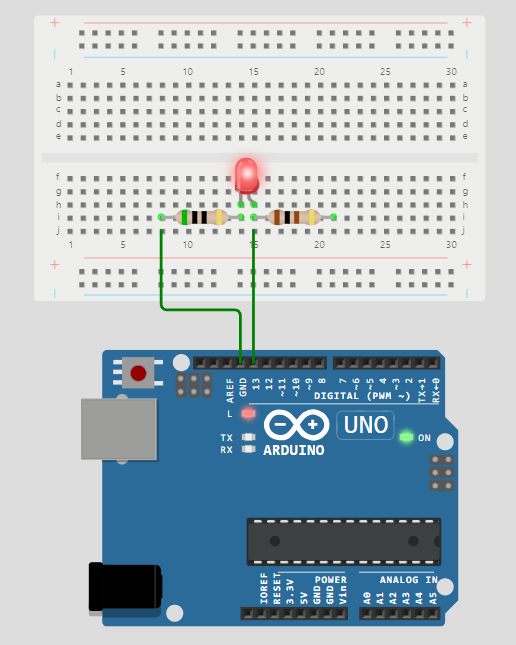 + +
1 5 10 15 20 25 30
a a
b b
c c
d d
e e
f f
g g
h h
i i
j j
1 5 10 15 20 25 30
+ +
AREF GND 13 12 ~11 ~10 ~9 8 7 ~6 ~5 4 ~3 2 TX→1 RX←0
DIGITAL (PWM ~)
L
UNO
TX
RX
ARDUINO
ON
POWER
ANALOG IN
IOREF RESET 3.3V 5V GND GND Vin A0 A1 A2 A3 A4 A5